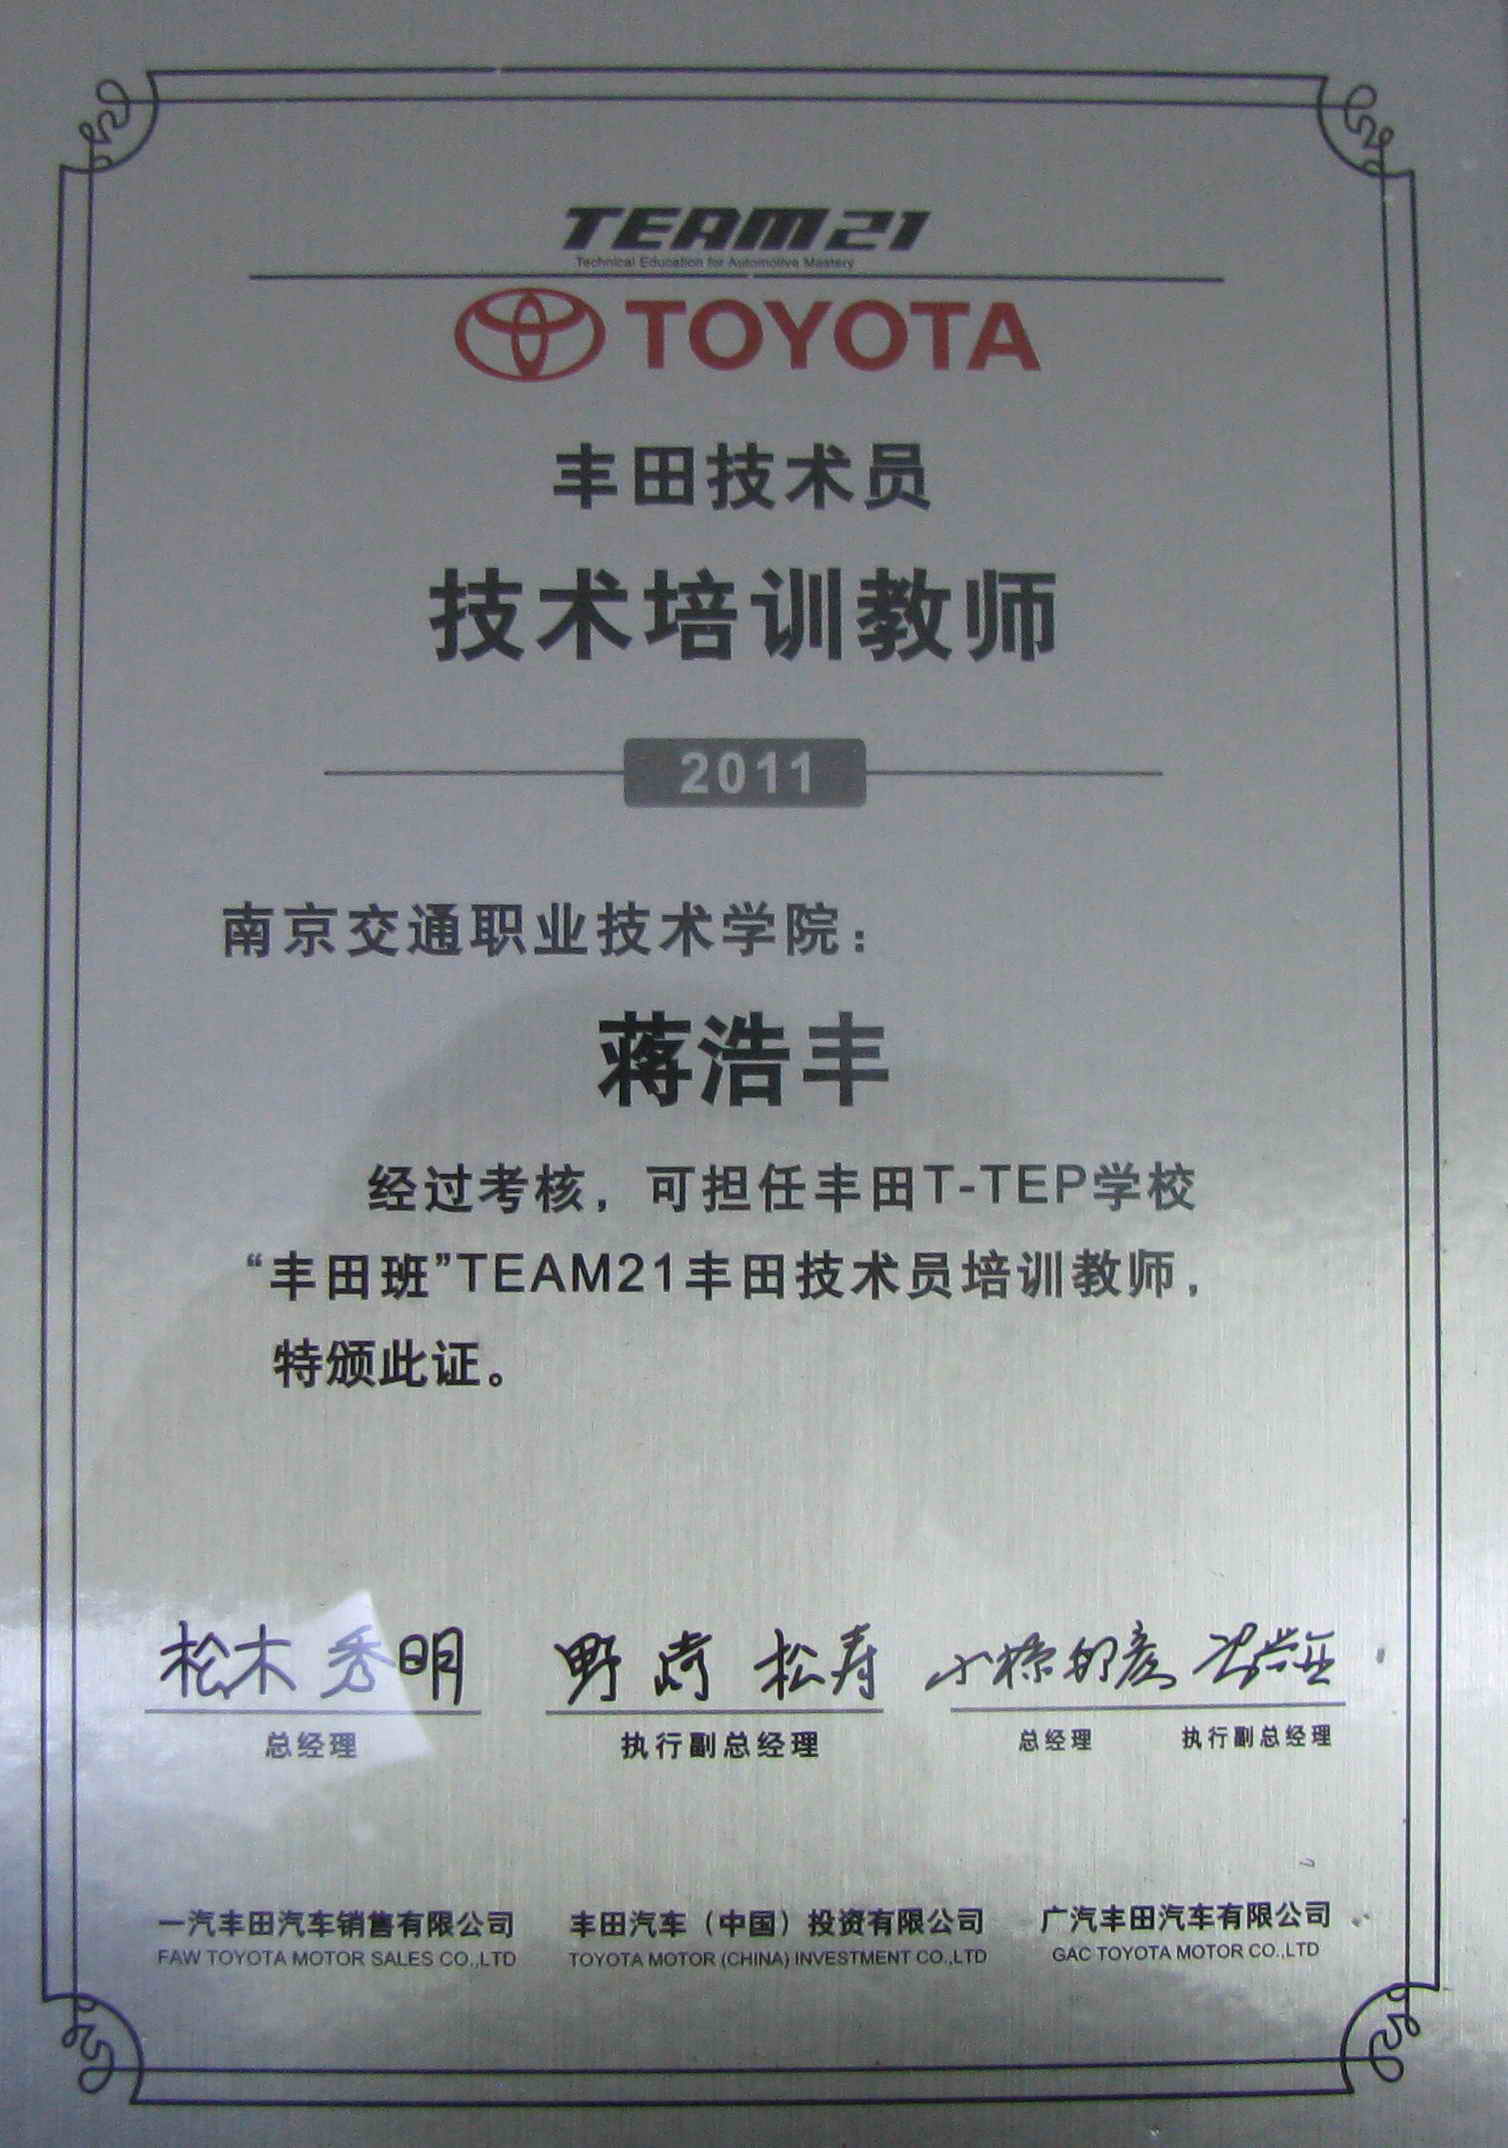 TEAM21
Technical Education for Automotive Mastery
TOYOTA
丰田技术员
技术培训教师
2011
南京交通职业技术学院：
蒋浩丰
经过考核，可担任丰田T-TEP学校
“丰田班”TEAM21丰田技术员培训教师，
特颁此证。
松木 秀明 野崎 松寿
总经理 执行副总经理 总经理 执行副总经理
一汽丰田汽车销售有限公司 丰田汽车（中国）投资有限公司 广汽丰田汽车有限公司
FAW TOYOTA MOTOR SALES CO.,LTD TOYOTA MOTOR (CHINA) INVESTMENT CO.,LTD GAC TOYOTA MOTOR CO.,LTD